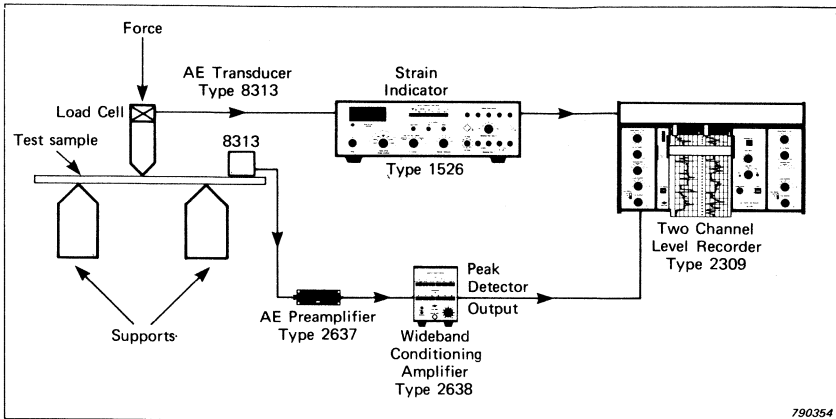 Force
AE Transducer
Type 8313
Strain
Indicator
Load Cell
Test sample
8313
Type 1526
Two Channel
Level Recorder
Type 2309
Peak
Detector
Output
AE Preamplifier
Type 2637
Supports
Wideband
Conditioning
Amplifier
Type 2638
790354